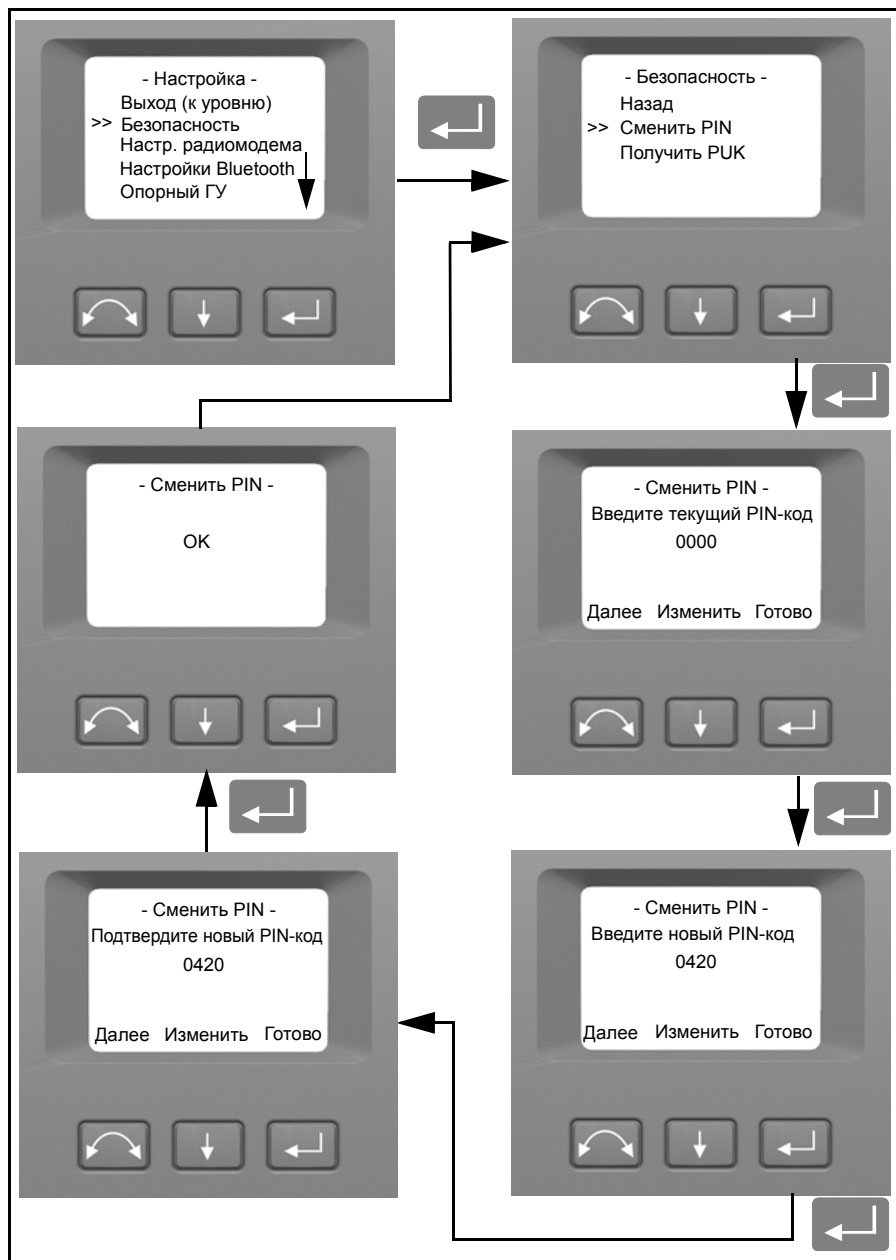 - Настройка -
Выход (к уровню)
>> Безопасность
Настр. радиомодема
Настройки Bluetooth
Опорный ГУ
- Безопасность -
Назад
>> Сменить PIN
Получить PUK
- Сменить PIN -
Введите текущий PIN-код
0000
Далее Изменить Готово
- Сменить PIN -
Введите новый PIN-код
0420
Далее Изменить Готово
- Сменить PIN -
Подтвердите новый PIN-код
0420
Далее Изменить Готово
- Сменить PIN -
OK